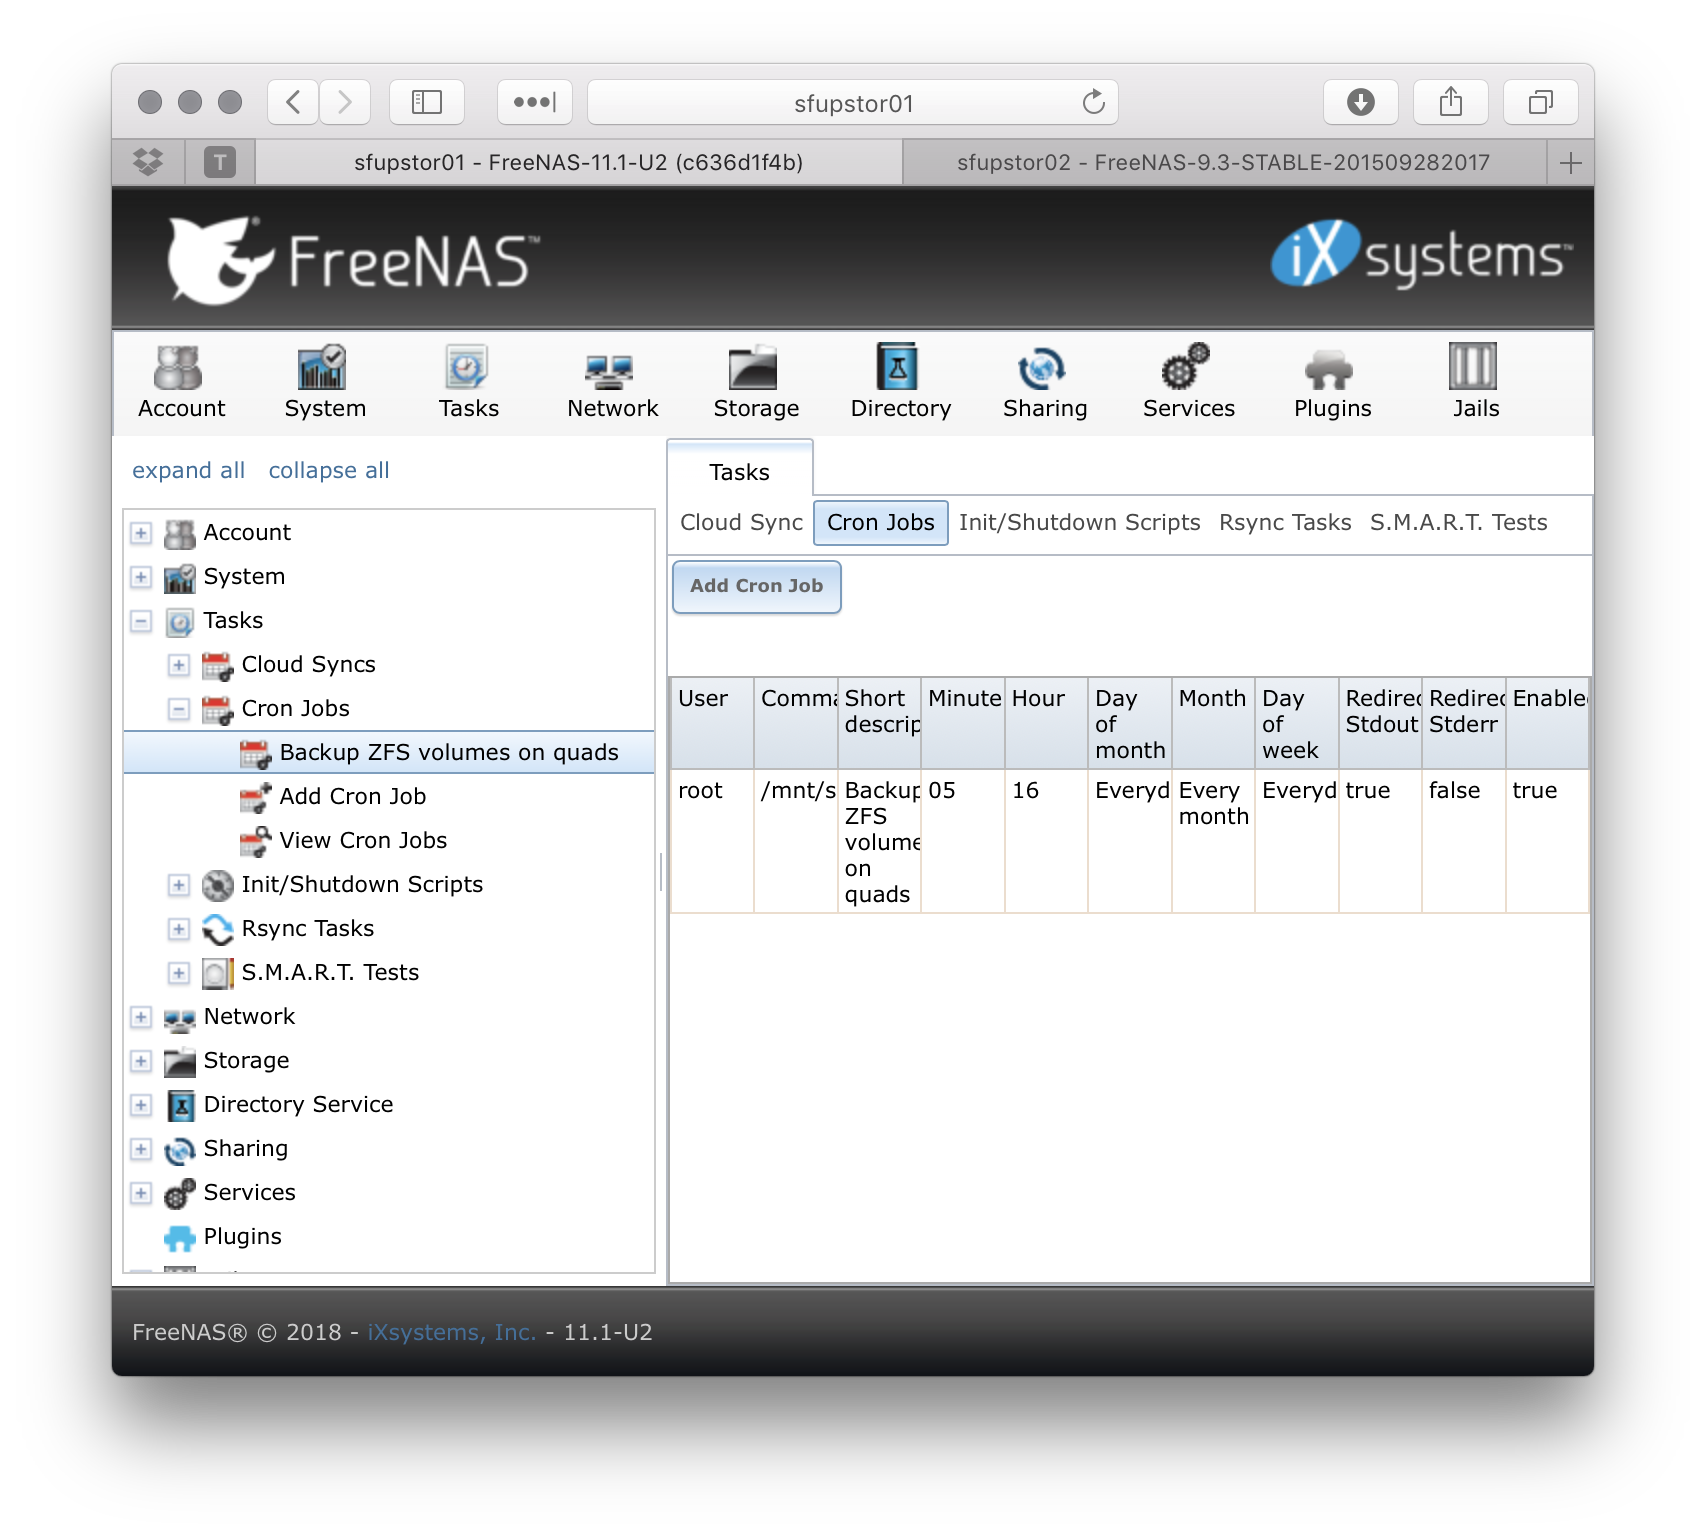 sfupstor01
T
sfupstor01 - FreeNAS-11.1-U2 (c636d1f4b)
sfupstor02 - FreeNAS-9.3-STABLE-201509282017
FreeNAS™
iXsystems™
Account
System
Tasks
Network
Storage
Directory
Sharing
Services
Plugins
Jails
expand all
collapse all
Account
System
Tasks
Cloud Syncs
Cron Jobs
Backup ZFS volumes on quads
Add Cron Job
View Cron Jobs
Init/Shutdown Scripts
Rsync Tasks
S.M.A.R.T. Tests
Network
Storage
Directory Service
Sharing
Services
Plugins
Tasks
Cloud Sync
Cron Jobs
Init/Shutdown Scripts
Rsync Tasks
S.M.A.R.T. Tests
Add Cron Job
User
Comma
Short
descrip
Minute
Hour
Day
of
month
Month
Day
of
week
Redirec
Stdout
Redirec
Stderr
Enable
root
/mnt/s
Backup
ZFS
volume
on
quads
05
16
Everyd
Every
month
Everyd
true
false
true
FreeNAS® © 2018 - iXsystems, Inc. - 11.1-U2